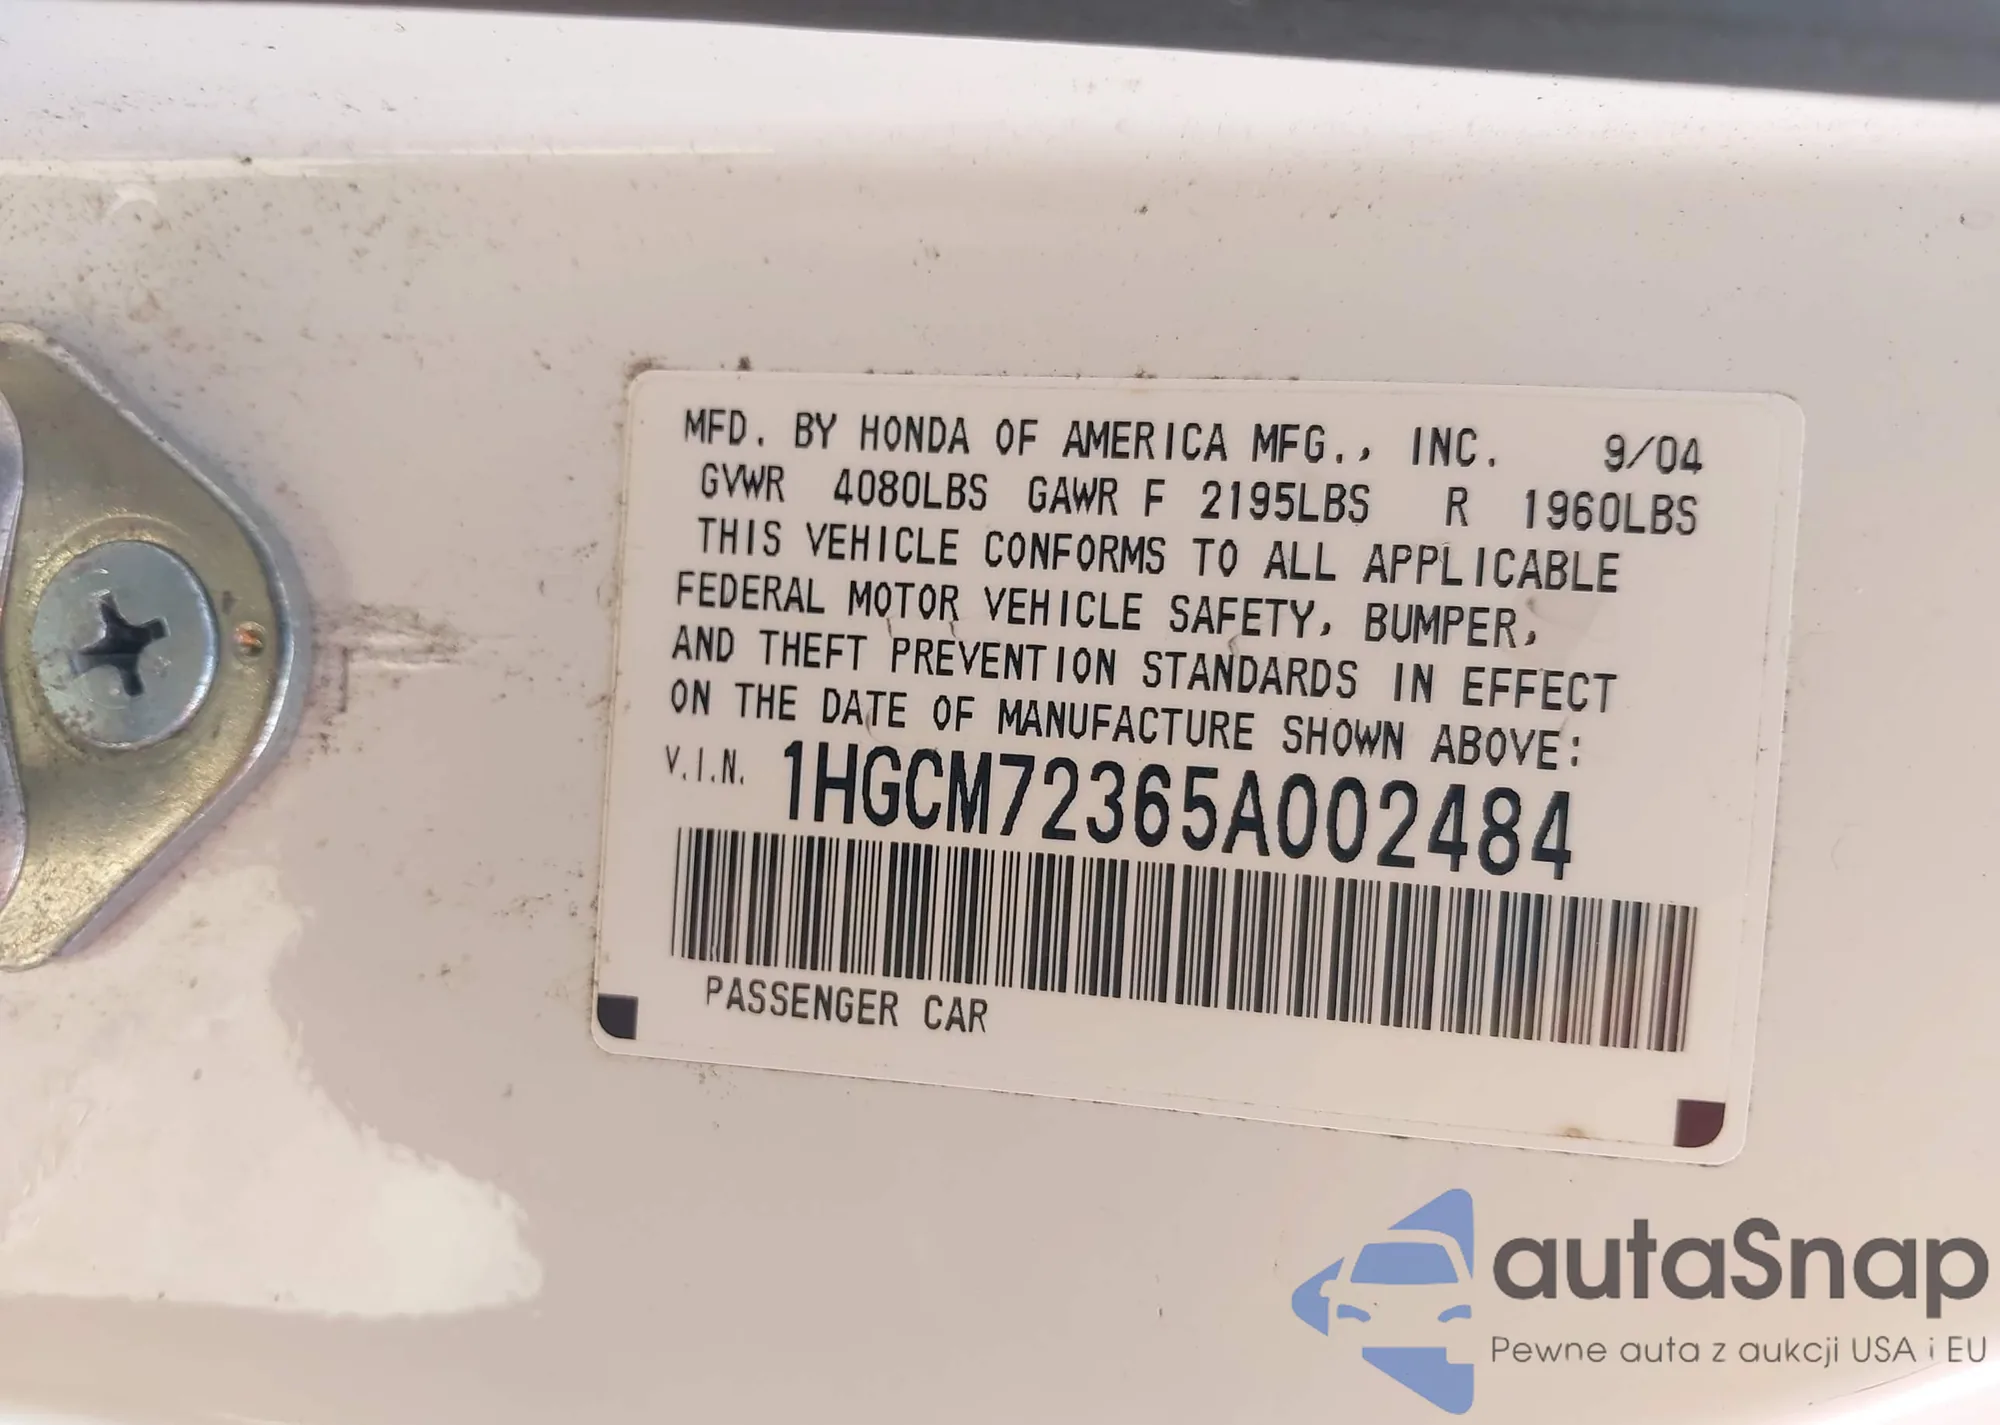 MFD. BY HONDA OF AMERICA MFG., INC. 9/04
GVWR 4080LBS GAWR F 2195LBS R 1960LBS
THIS VEHICLE CONFORMS TO ALL APPLICABLE
FEDERAL MOTOR VEHICLE SAFETY, BUMPER,
AND THEFT PREVENTION STANDARDS IN EFFECT
ON THE DATE OF MANUFACTURE SHOWN ABOVE:
V.I.N. 1HGCM72365A002484
PASSENGER CAR
autaSnap
Pewne auta z aukcji USA i EU